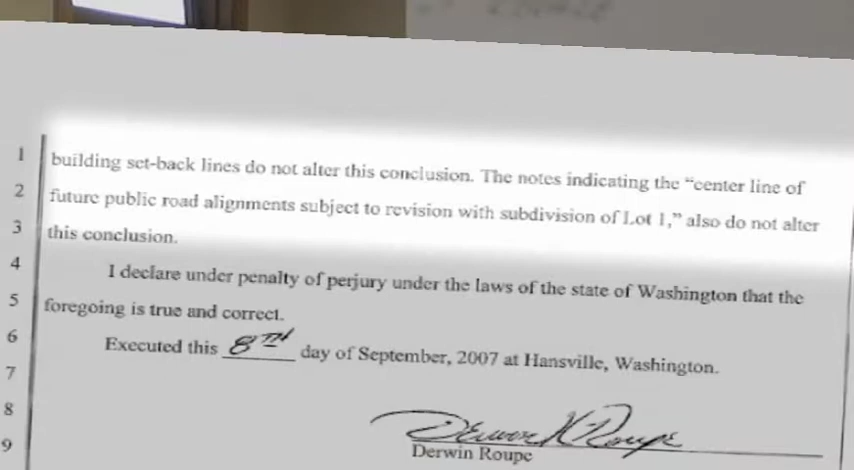 1 building set-back lines do not alter this conclusion. The notes indicating the "center line of
2 future public road alignments subject to revision with subdivision of Lot 1," also do not alter
3 this conclusion.
4 I declare under penalty of perjury under the laws of the state of Washington that the
5 foregoing is true and correct.
6 Executed this 8TH day of September, 2007 at Hansville, Washington.
7
8
Derwin K Roupe
9
Derwin Roupe